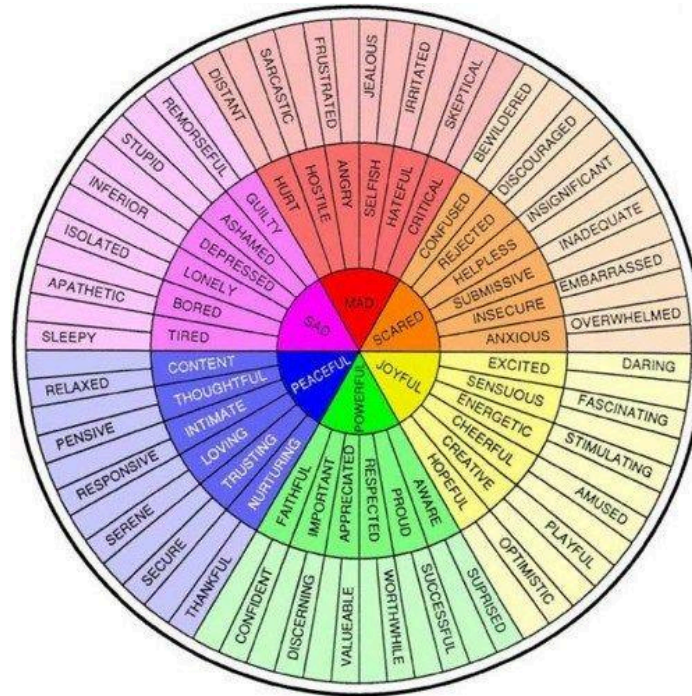 MAD
SCARED
JOYFUL
POWERFUL
PEACEFUL
SAD
HURT
HOSTILE
ANGRY
SELFISH
HATEFUL
CRITICAL
CONFUSED
REJECTED
HELPLESS
SUBMISSIVE
INSECURE
ANXIOUS
EXCITED
SENSUOUS
ENERGETIC
CHEERFUL
CREATIVE
HOPEFUL
AWARE
PROUD
RESPECTED
APPRECIATED
IMPORTANT
FAITHFUL
NURTURING
TRUSTING
LOVING
INTIMATE
THOUGHTFUL
CONTENT
TIRED
BORED
LONELY
DEPRESSED
ASHAMED
GUILTY
DISTANT
SARCASTIC
FRUSTRATED
JEALOUS
IRRITATED
SKEPTICAL
BEWILDERED
DISCOURAGED
INSIGNIFICANT
INADEQUATE
EMBARRASSED
OVERWHELMED
DARING
FASCINATING
STIMULATING
AMUSED
PLAYFUL
OPTIMISTIC
SUPRISED
SUCCESSFUL
WORTHWHILE
VALUEABLE
DISCERNING
CONFIDENT
THANKFUL
SECURE
SERENE
RESPONSIVE
PENSIVE
RELAXED
SLEEPY
APATHETIC
ISOLATED
INFERIOR
STUPID
REMORSEFUL